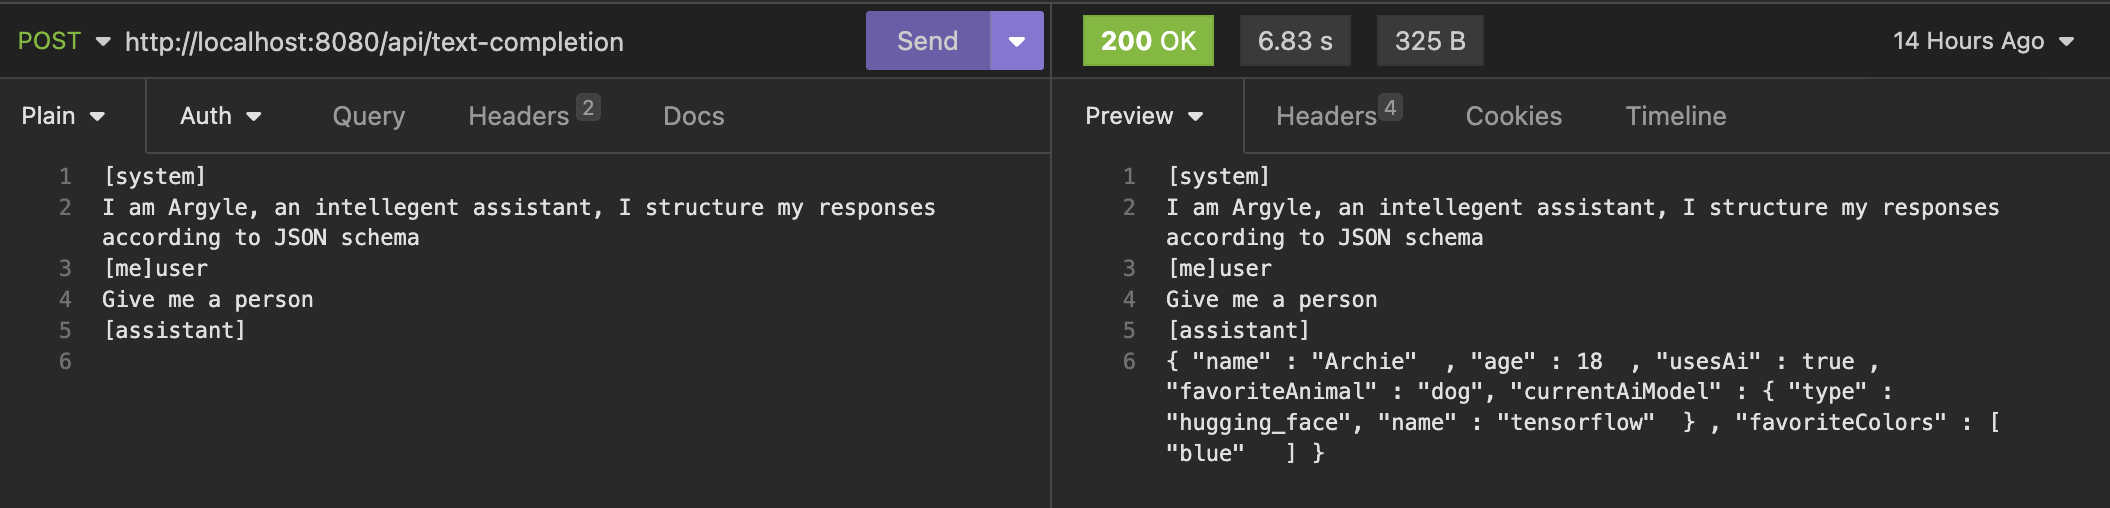 POST http://localhost:8080/api/text-completion Send 200 OK 6.83 s 325 B 14 Hours Ago
Plain Auth Query Headers 2 Docs
1 [system]
2 I am Argyle, an intellegent assistant, I structure my responses
according to JSON schema
3 [me]user
4 Give me a person
5 [assistant]
6
Preview Headers 4 Cookies Timeline
1 [system]
2 I am Argyle, an intellegent assistant, I structure my responses
according to JSON schema
3 [me]user
4 Give me a person
5 [assistant]
6 { "name" : "Archie"  , "age" : 18  , "usesAi" : true ,
"favoriteAnimal" : "dog", "currentAiModel" : { "type" :
"hugging_face", "name" : "tensorflow"  } , "favoriteColors" : [
"blue"   ] }